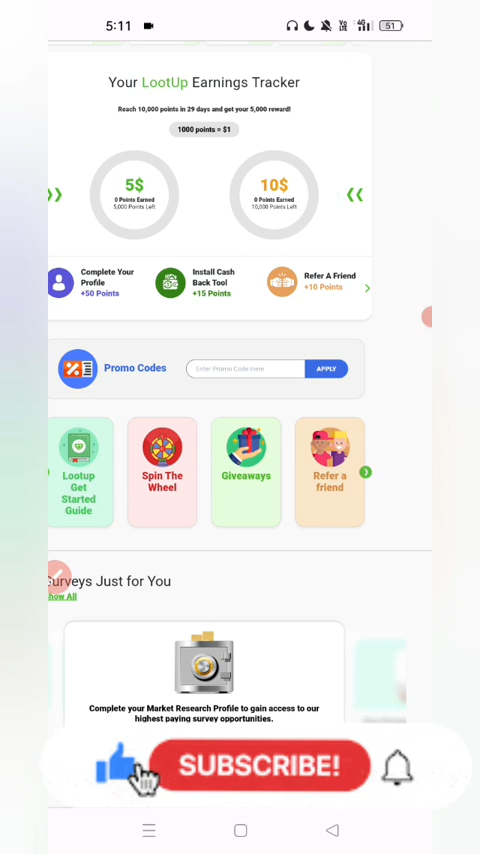 5:11
Vo LTE 4G 51
Your LootUp Earnings Tracker
Reach 10,000 points in 29 days and get your 5,000 reward!
1000 points = $1
5$
0 Points Earned
5,000 Points Left
10$
0 Points Earned
10,000 Points Left
Complete Your
Profile
+50 Points
Install Cash
Back Tool
+15 Points
Refer A Friend
+10 Points
Promo Codes
Enter Promo Code Here
APPLY
Lootup
Get
Started
Guide
Spin The
Wheel
Giveaways
Refer a
friend
Surveys Just for You
Show All
Complete your Market Research Profile to gain access to our
highest paying survey opportunities.
SUBSCRIBE!